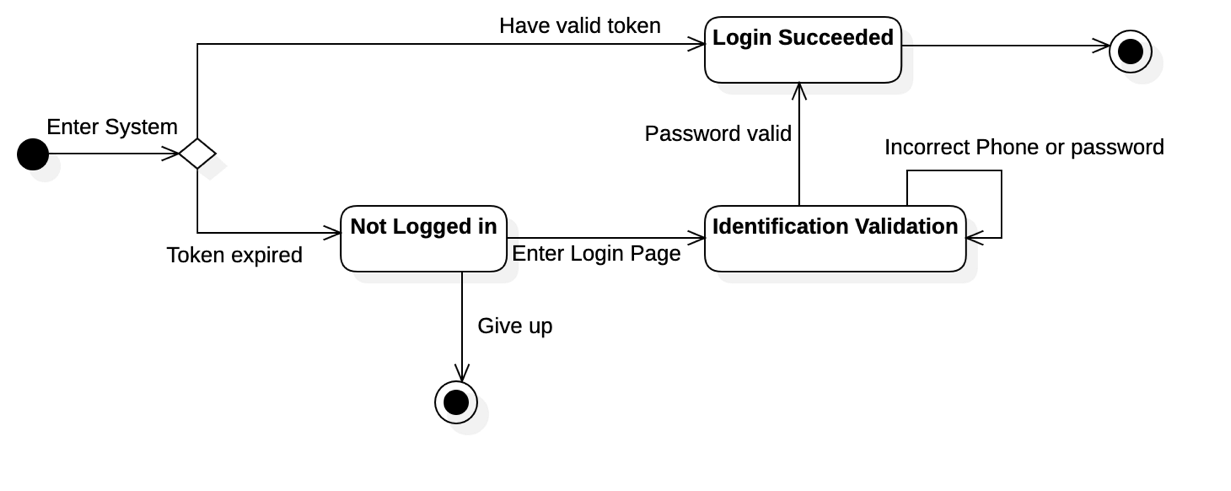 Have valid token
Login Succeeded
Enter System
Password valid
Incorrect Phone or password
Not Logged in
Identification Validation
Token expired
Enter Login Page
Give up